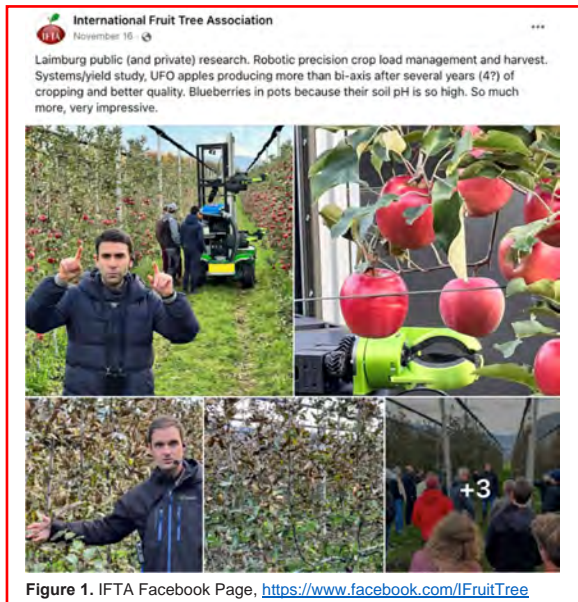 IFTA
International Fruit Tree Association
November 16 ·
Laimburg public (and private) research. Robotic precision crop load management and harvest.
Systems/yield study, UFO apples producing more than bi-axis after several years (4?) of
cropping and better quality. Blueberries in pots because their soil pH is so high. So much
more, very impressive.
+3
Figure 1. IFTA Facebook Page, https://www.facebook.com/IFruitTree